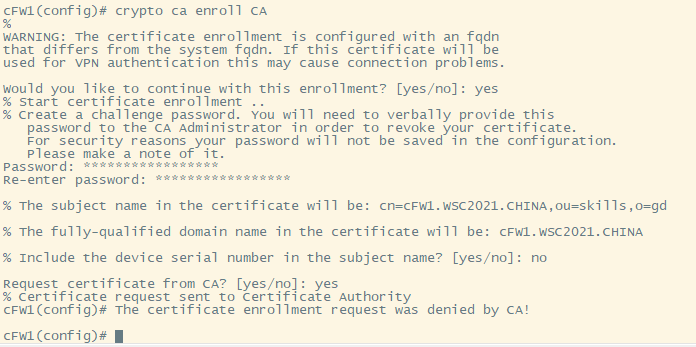 cFW1(config)# crypto ca enroll CA
%
WARNING: The certificate enrollment is configured with an fqdn
that differs from the system fqdn. If this certificate will be
used for VPN authentication this may cause connection problems.
Would you like to continue with this enrollment? [yes/no]: yes
% Start certificate enrollment ..
% Create a challenge password. You will need to verbally provide this
password to the CA Administrator in order to revoke your certificate.
For security reasons your password will not be saved in the configuration.
Please make a note of it.
Password: *****************
Re-enter password: *****************
% The subject name in the certificate will be: cn=cFW1.WSC2021.CHINA,ou=skills,o=gd
% The fully-qualified domain name in the certificate will be: cFW1.WSC2021.CHINA
% Include the device serial number in the subject name? [yes/no]: no
Request certificate from CA? [yes/no]: yes
% Certificate request sent to Certificate Authority
cFW1(config)# The certificate enrollment request was denied by CA!
cFW1(config)#